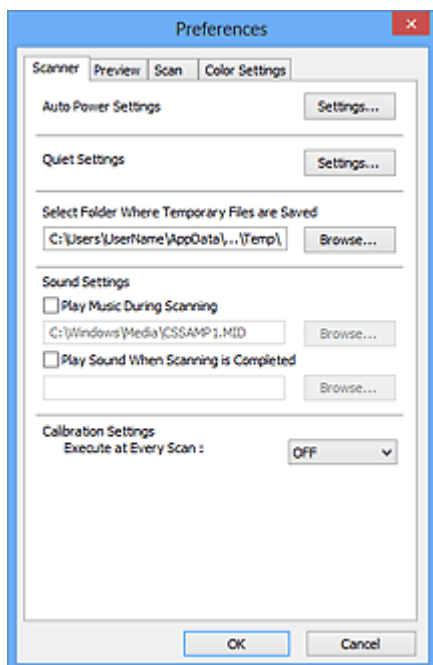 Preferences
Scanner Preview Scan Color Settings
Auto Power Settings Settings...
Quiet Settings Settings...
Select Folder Where Temporary Files are Saved
C:\Users\UserName\AppData\...\Temp\ Browse...
Sound Settings
Play Music During Scanning
C:\Windows\Media\CSSAMP1.MID Browse...
Play Sound When Scanning is Completed
Browse...
Calibration Settings
Execute at Every Scan : OFF
OK Cancel